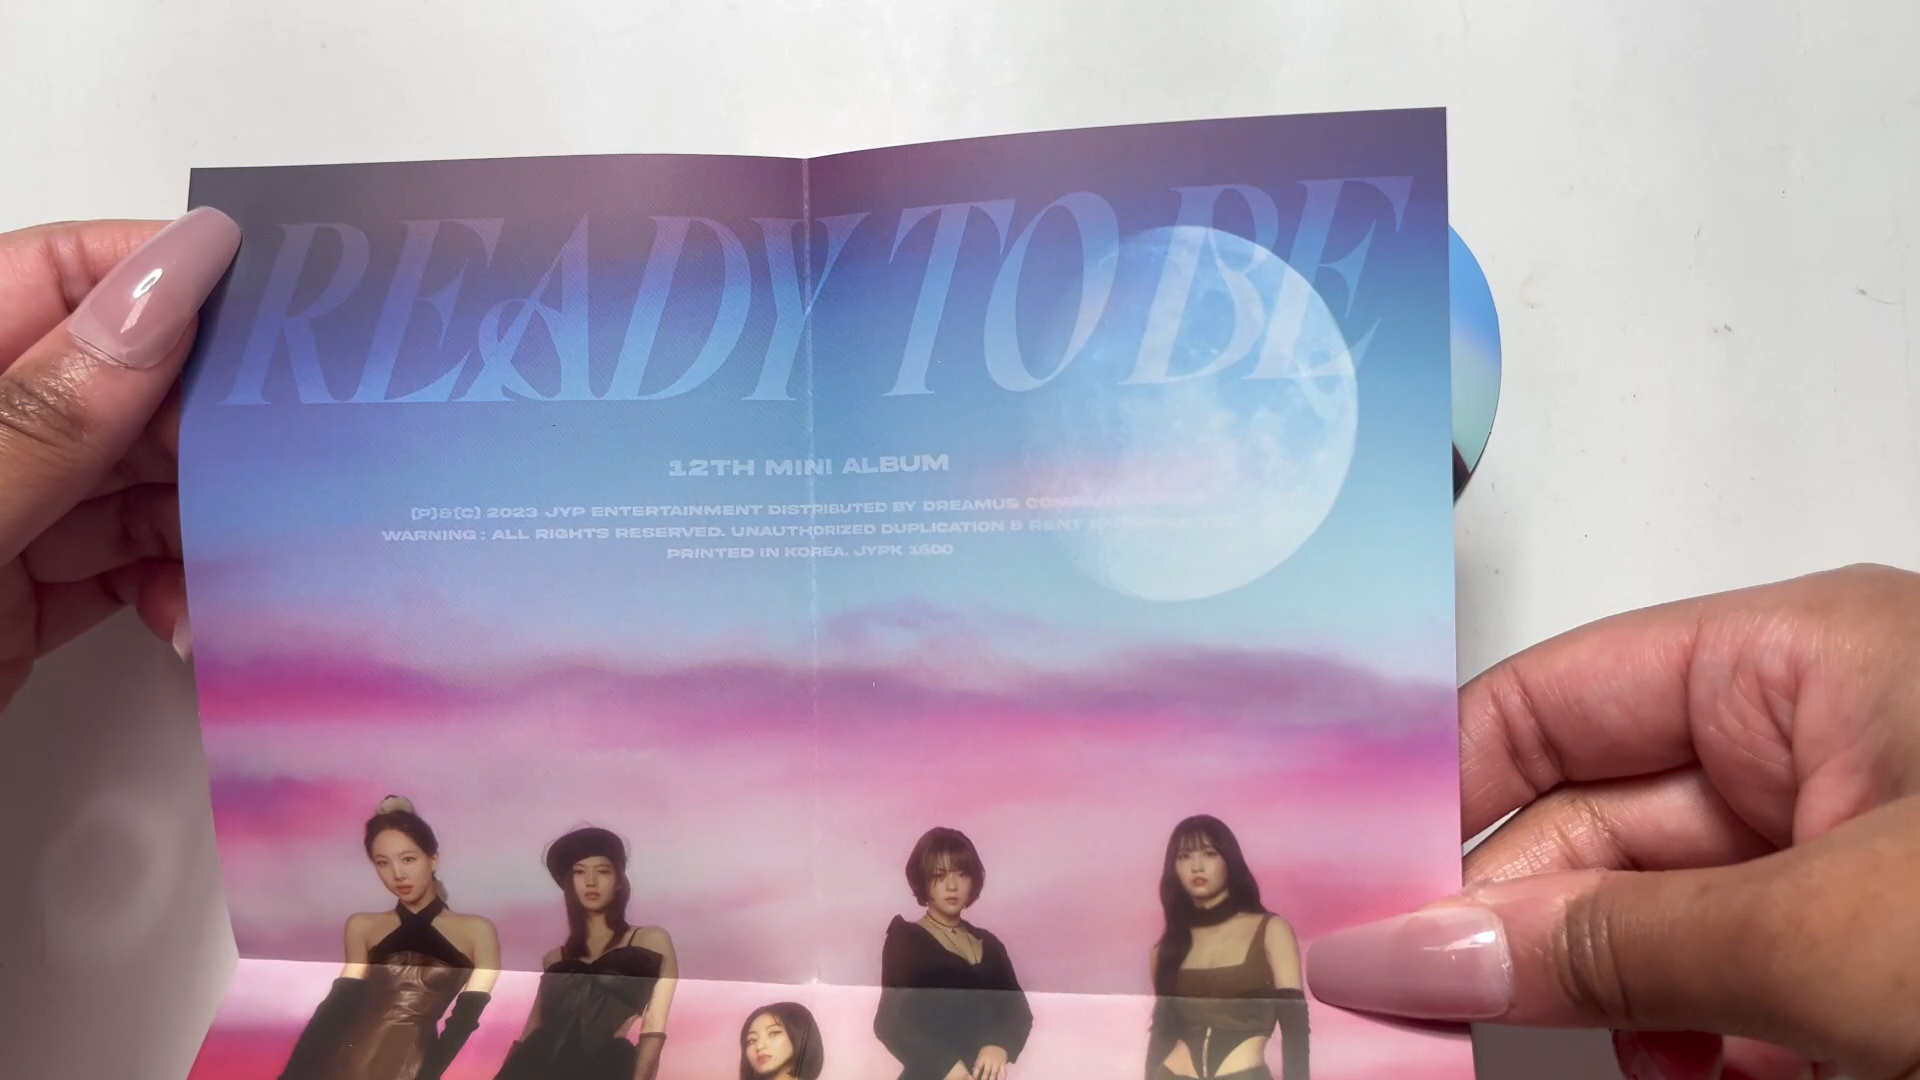 READY TO BE
12TH MINI ALBUM
(P)&(C) 2023 JYP ENTERTAINMENT DISTRIBUTED BY DREAMUS
WARNING : ALL RIGHTS RESERVED. UNAUTHORIZED DUPLICATION & RENT
PRINTED IN KOREA. JYPK 1600